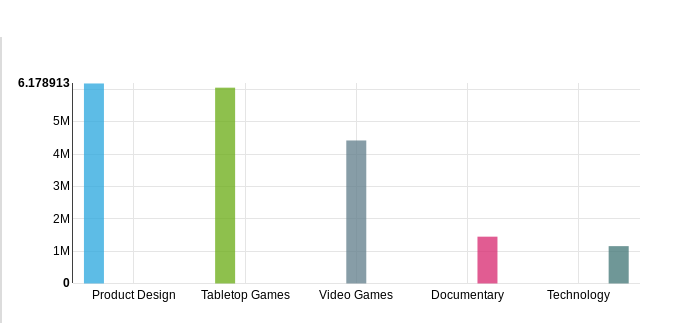 6.178913
5M
4M
3M
2M
1M
0
Product Design Tabletop Games Video Games Documentary Technology